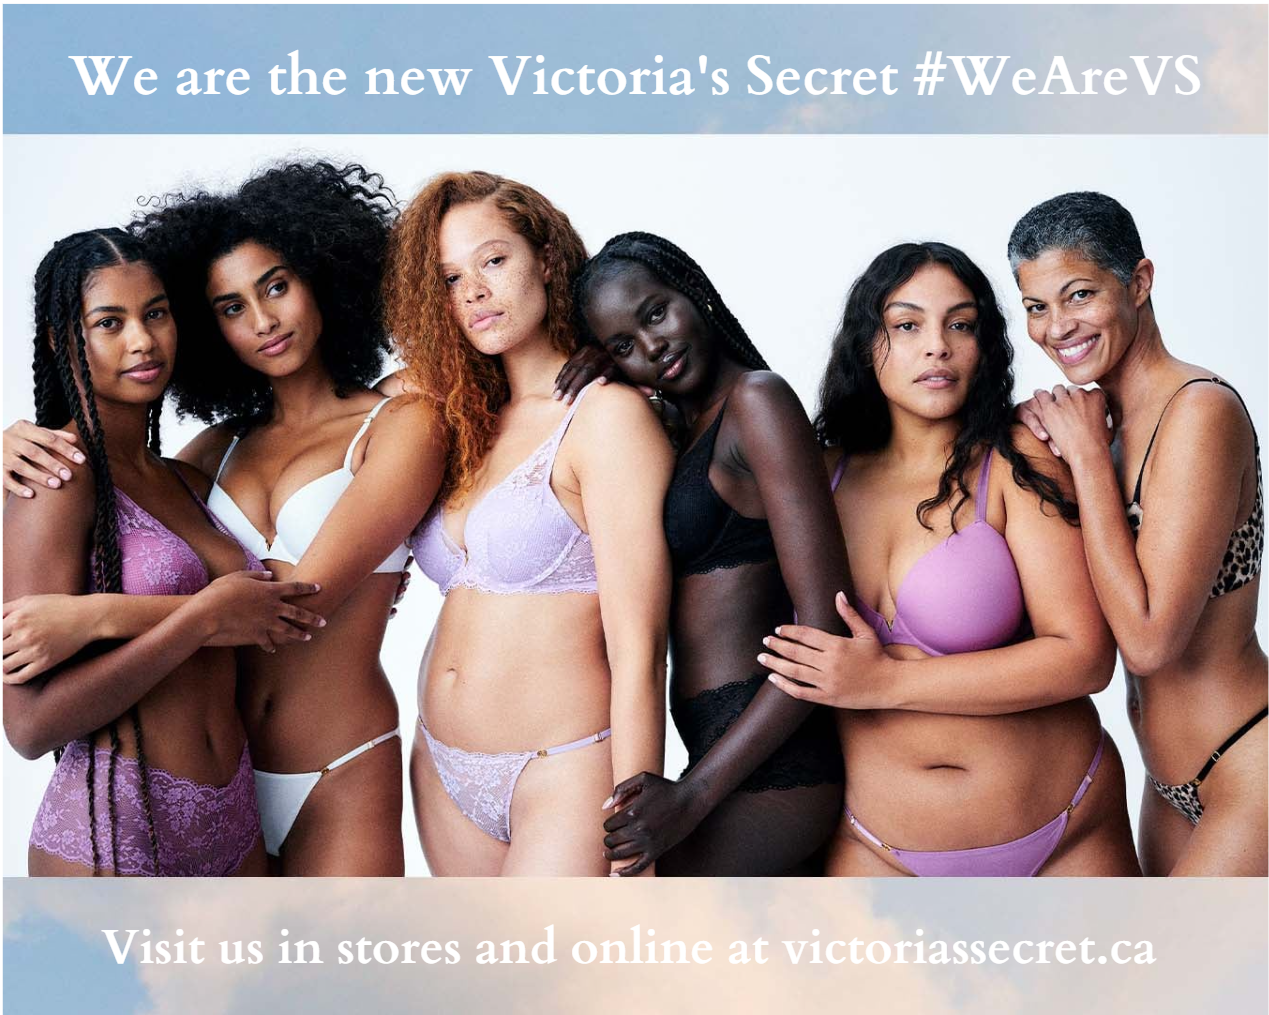 We are the new Victoria's Secret #WeAreVS
Visit us in stores and online at victoriassecret.ca